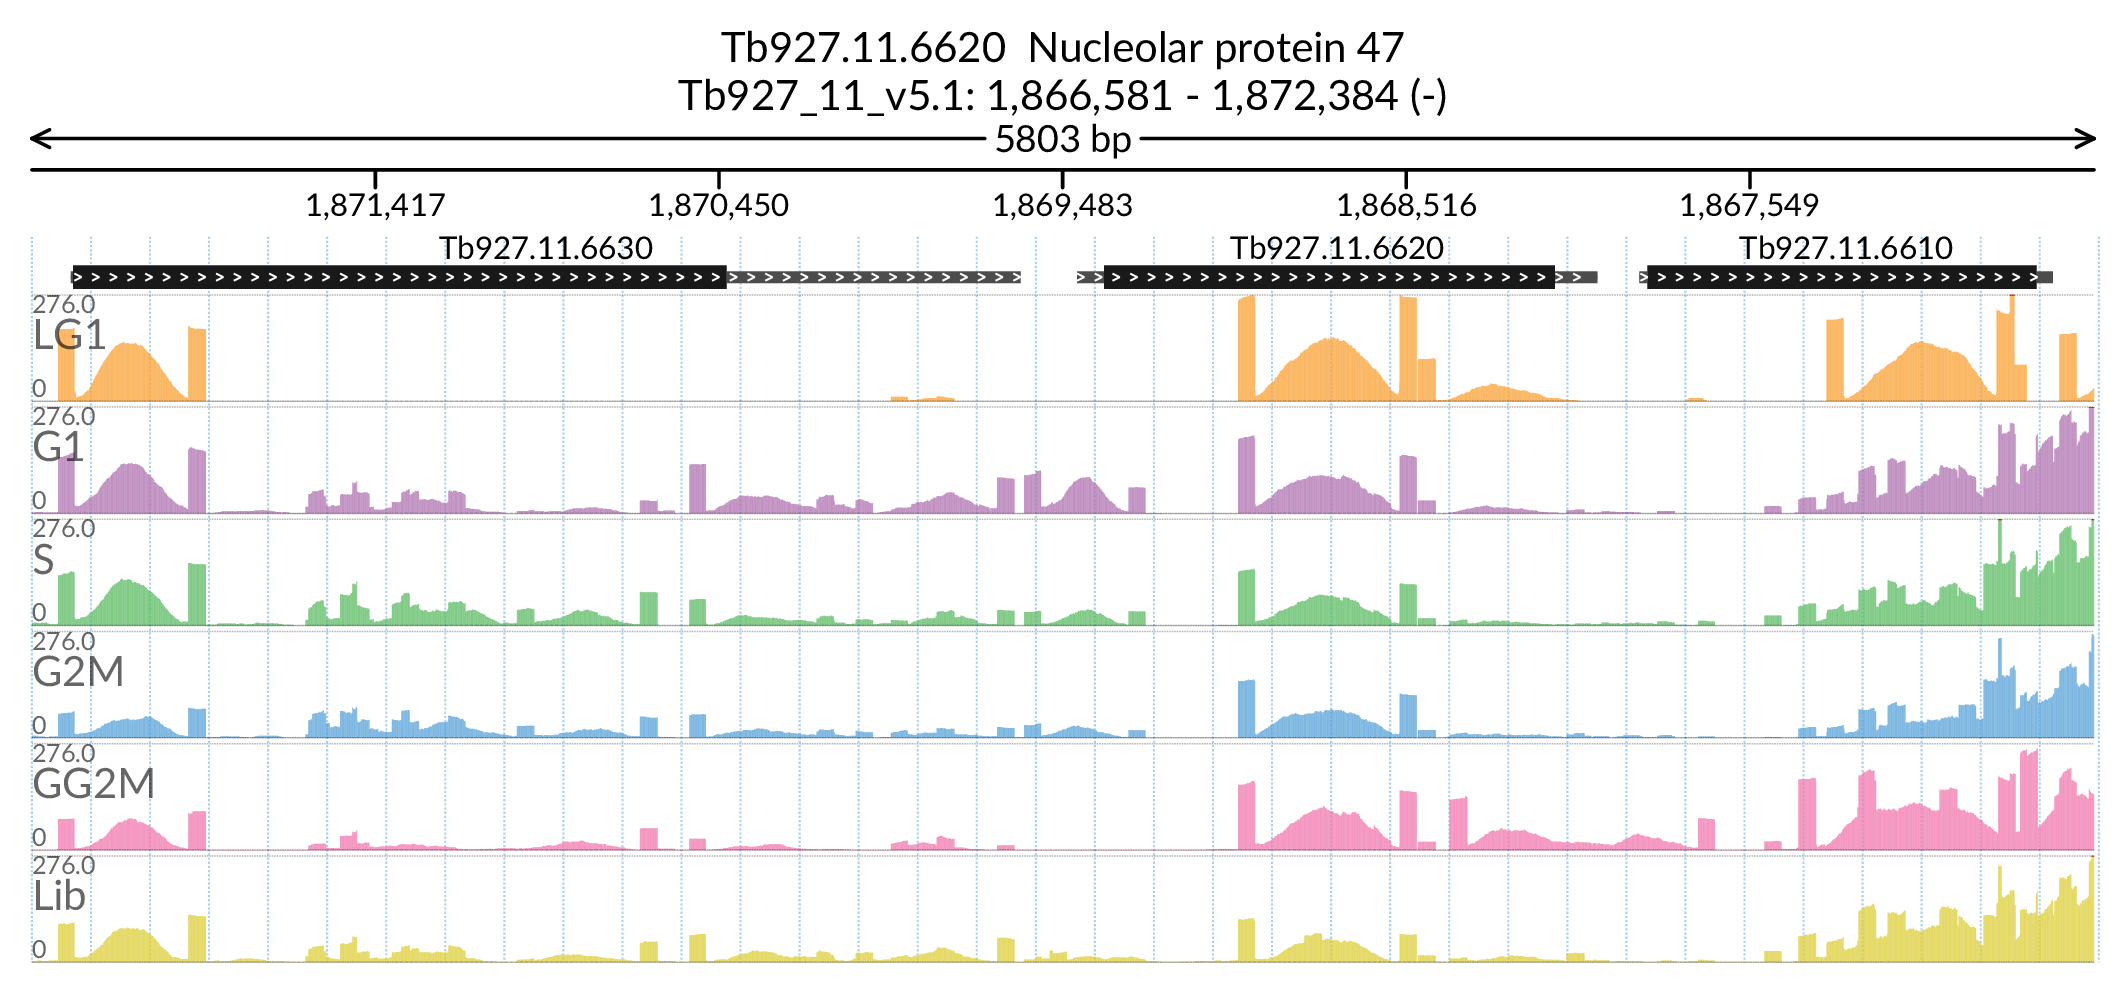 Tb927.11.6620 Nucleolar protein 47
Tb927_11_v5.1: 1,866,581 - 1,872,384 (-)
5803 bp
1,871,417 1,870,450 1,869,483 1,868,516 1,867,549
Tb927.11.6630 Tb927.11.6620 Tb927.11.6610
276.0
LG1
0
276.0
G1
0
276.0
S
0
276.0
G2M
0
276.0
GG2M
0
276.0
Lib
0